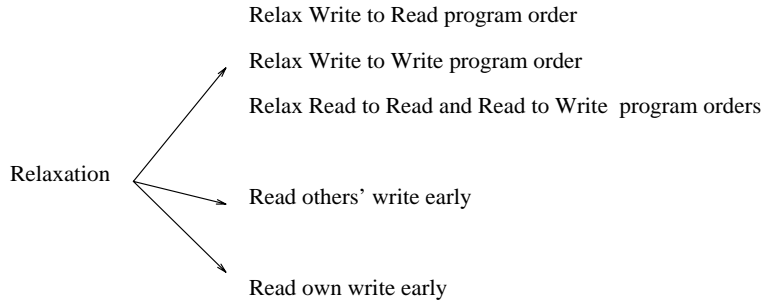 Relax Write to Read program order
Relax Write to Write program order
Relax Read to Read and Read to Write program orders
Relaxation
Read others’ write early
Read own write early